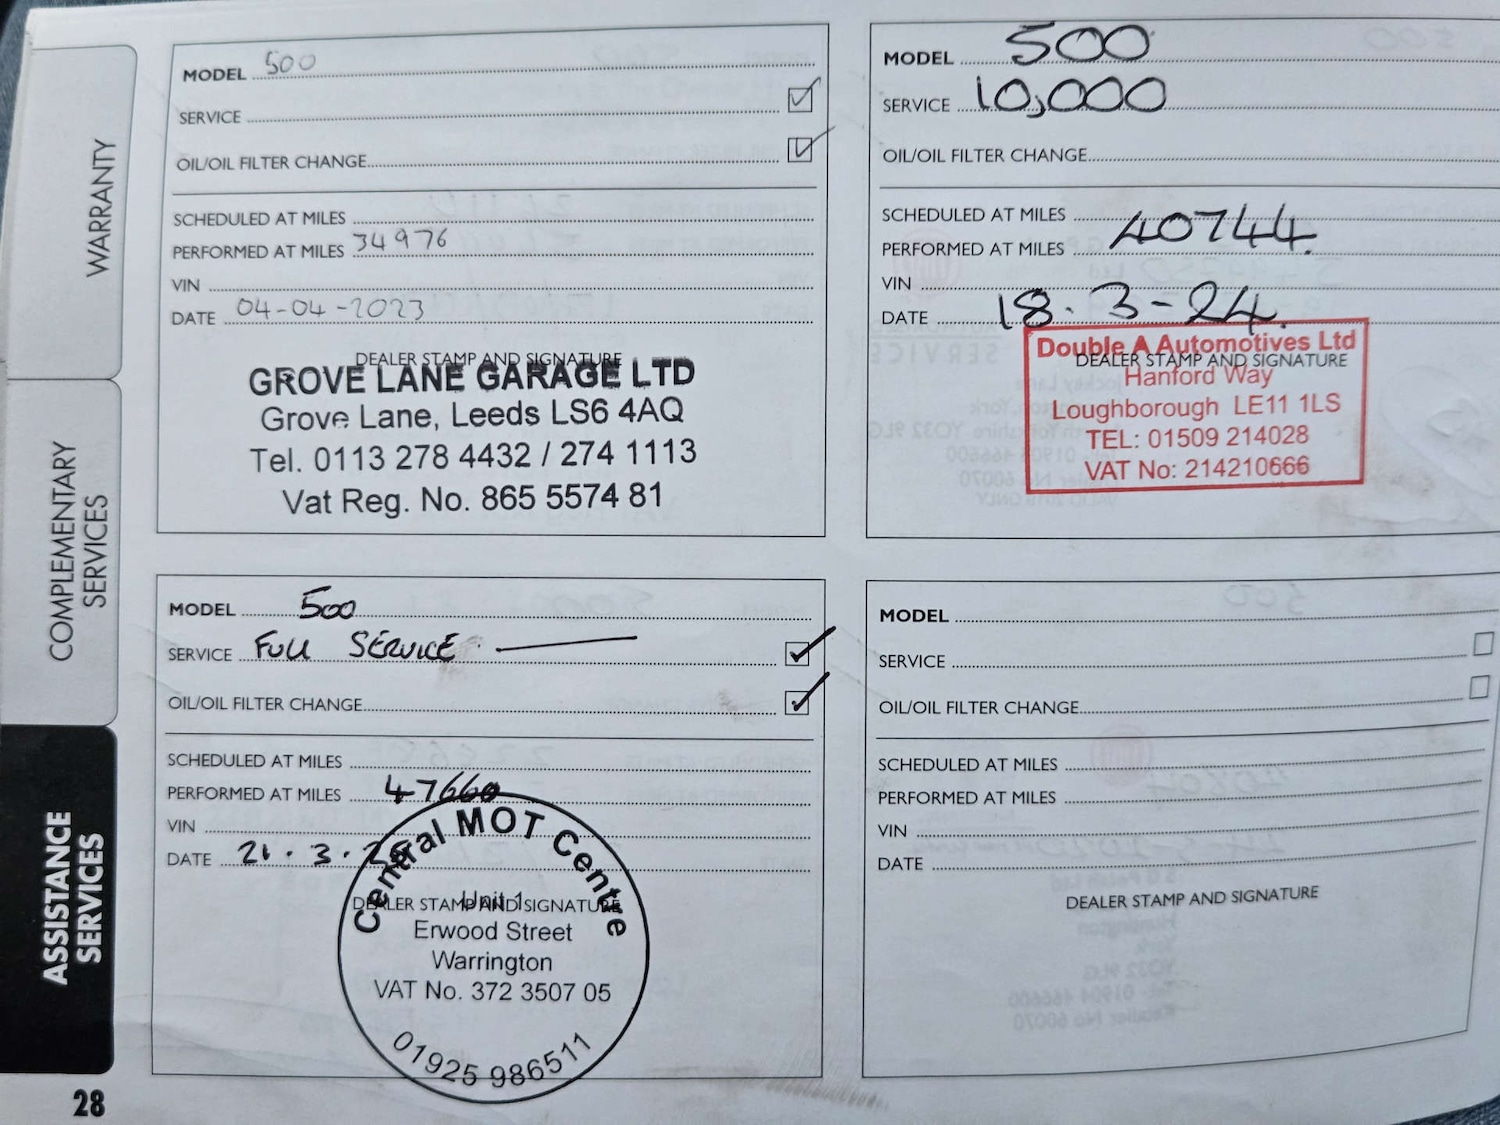 WARRANTY
COMPLEMENTARY
SERVICES
ASSISTANCE
SERVICES
28
MODEL 500
SERVICE
OIL/OIL FILTER CHANGE
SCHEDULED AT MILES
PERFORMED AT MILES 34976
VIN
DATE 04-04-2023
DEALER STAMP AND SIGNATURE
GROVE LANE GARAGE LTD
Grove Lane, Leeds LS6 4AQ
Tel. 0113 278 4432 / 274 1113
Vat Reg. No. 865 5574 81
MODEL 500
SERVICE 10,000
OIL/OIL FILTER CHANGE
SCHEDULED AT MILES
PERFORMED AT MILES 40744
VIN
DATE 18.3-24
Double A Automotives Ltd
DEALER STAMP AND SIGNATURE
Hanford Way
Loughborough LE11 1LS
TEL: 01509 214028
VAT No: 214210666
MODEL 500
SERVICE FULL SERVICE
OIL/OIL FILTER CHANGE
SCHEDULED AT MILES
PERFORMED AT MILES 47660
VIN
DATE 21.3.
Central MOT Centre
DEALER STAMP AND SIGNATURE
Unit 1
Erwood Street
Warrington
VAT No. 372 3507 05
01925 986511
MODEL
SERVICE
OIL/OIL FILTER CHANGE
SCHEDULED AT MILES
PERFORMED AT MILES
VIN
DATE
DEALER STAMP AND SIGNATURE